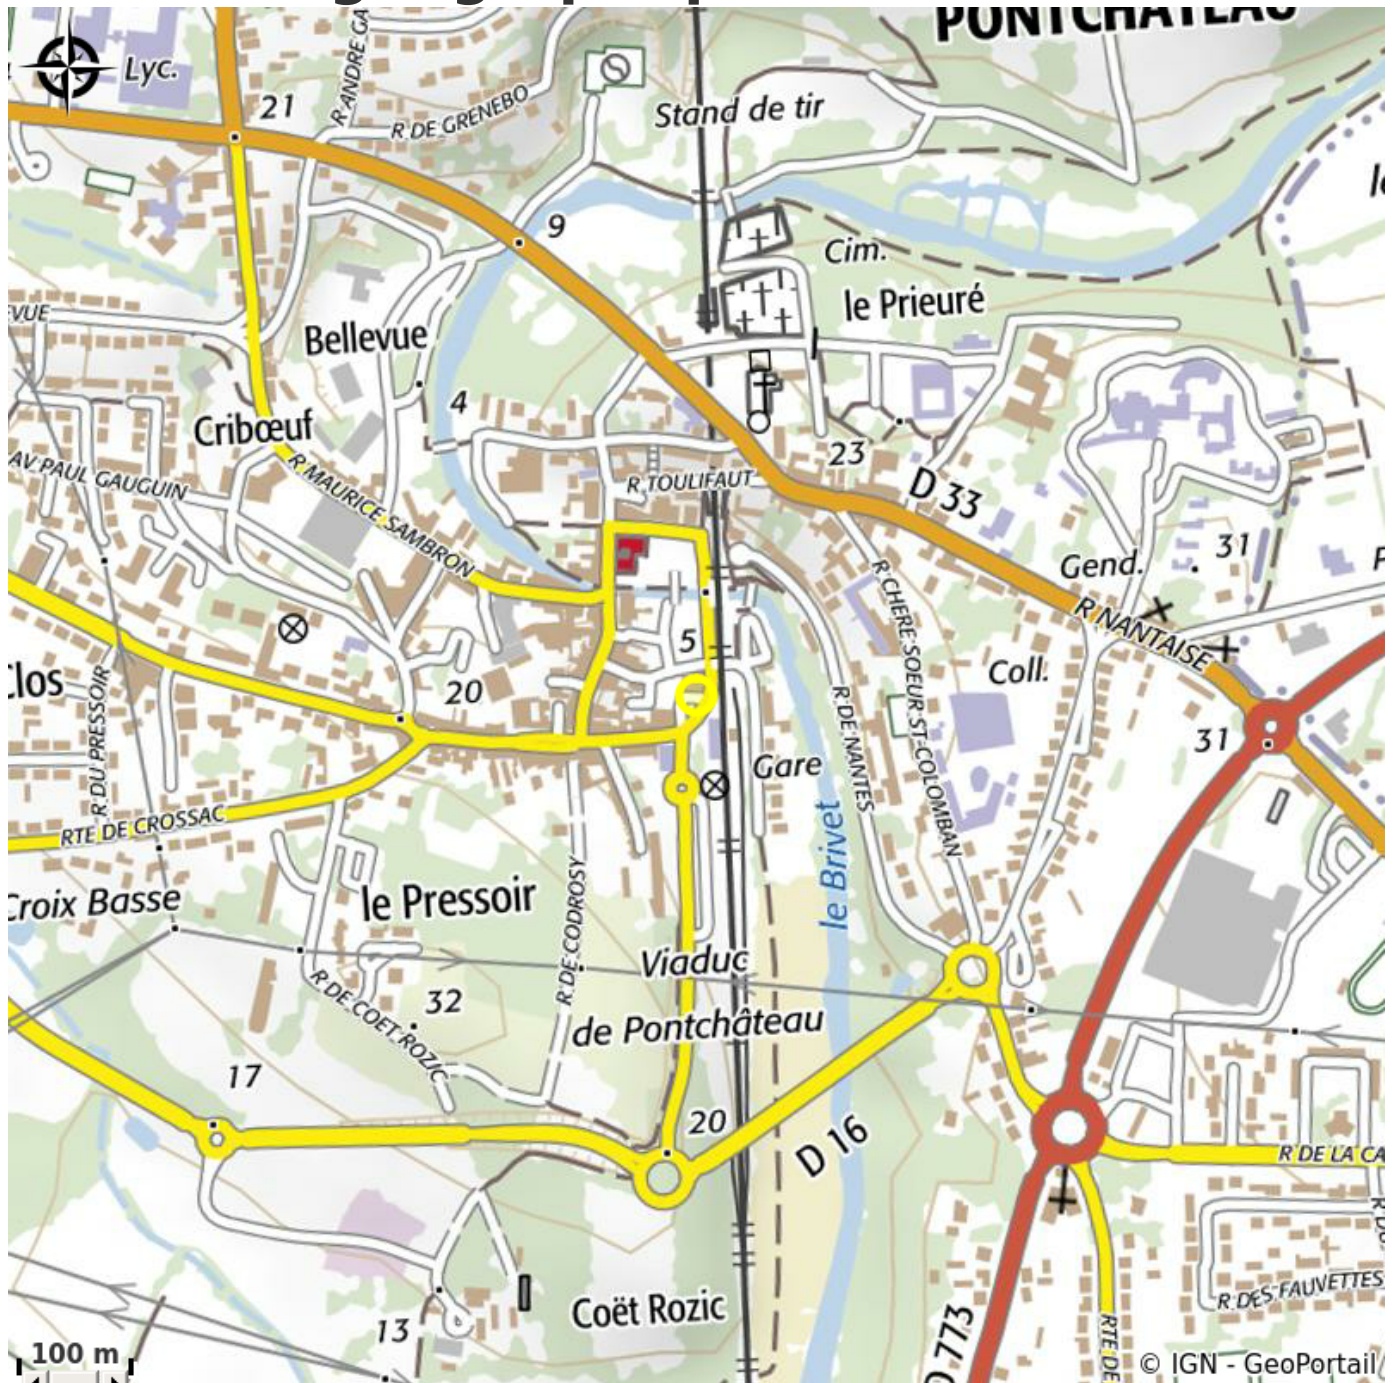 PONTCHÂTEAU
Lyc.
21
R ANDRE GA
R DE GRENEBO
Stand de tir
9
Cim.
le Prieuré
EVUE
Bellevue
4
Cribœuf
23
AV PAUL GAUGUIN
R MAURICE SAMBRON
R TOULIFAUT
D 33
31
Gend.
R CHERE SOEUR ST-COLOMBAN
R NANTAISE
5
Coll.
Clos
20
R DU PRESSOIR
R DE NANTES
31
Gare
RTE DE CROSSAC
le Brivet
Croix Basse
le Pressoir
R DE CODROSY
Viaduc
de Pontchâteau
R DE COET-ROZIC
32
17
20
D 16
R DE LA CA
Coët Rozic
13
R DES FAUVETTES
D 773
RTE DE
100 m
© IGN - GeoPortail